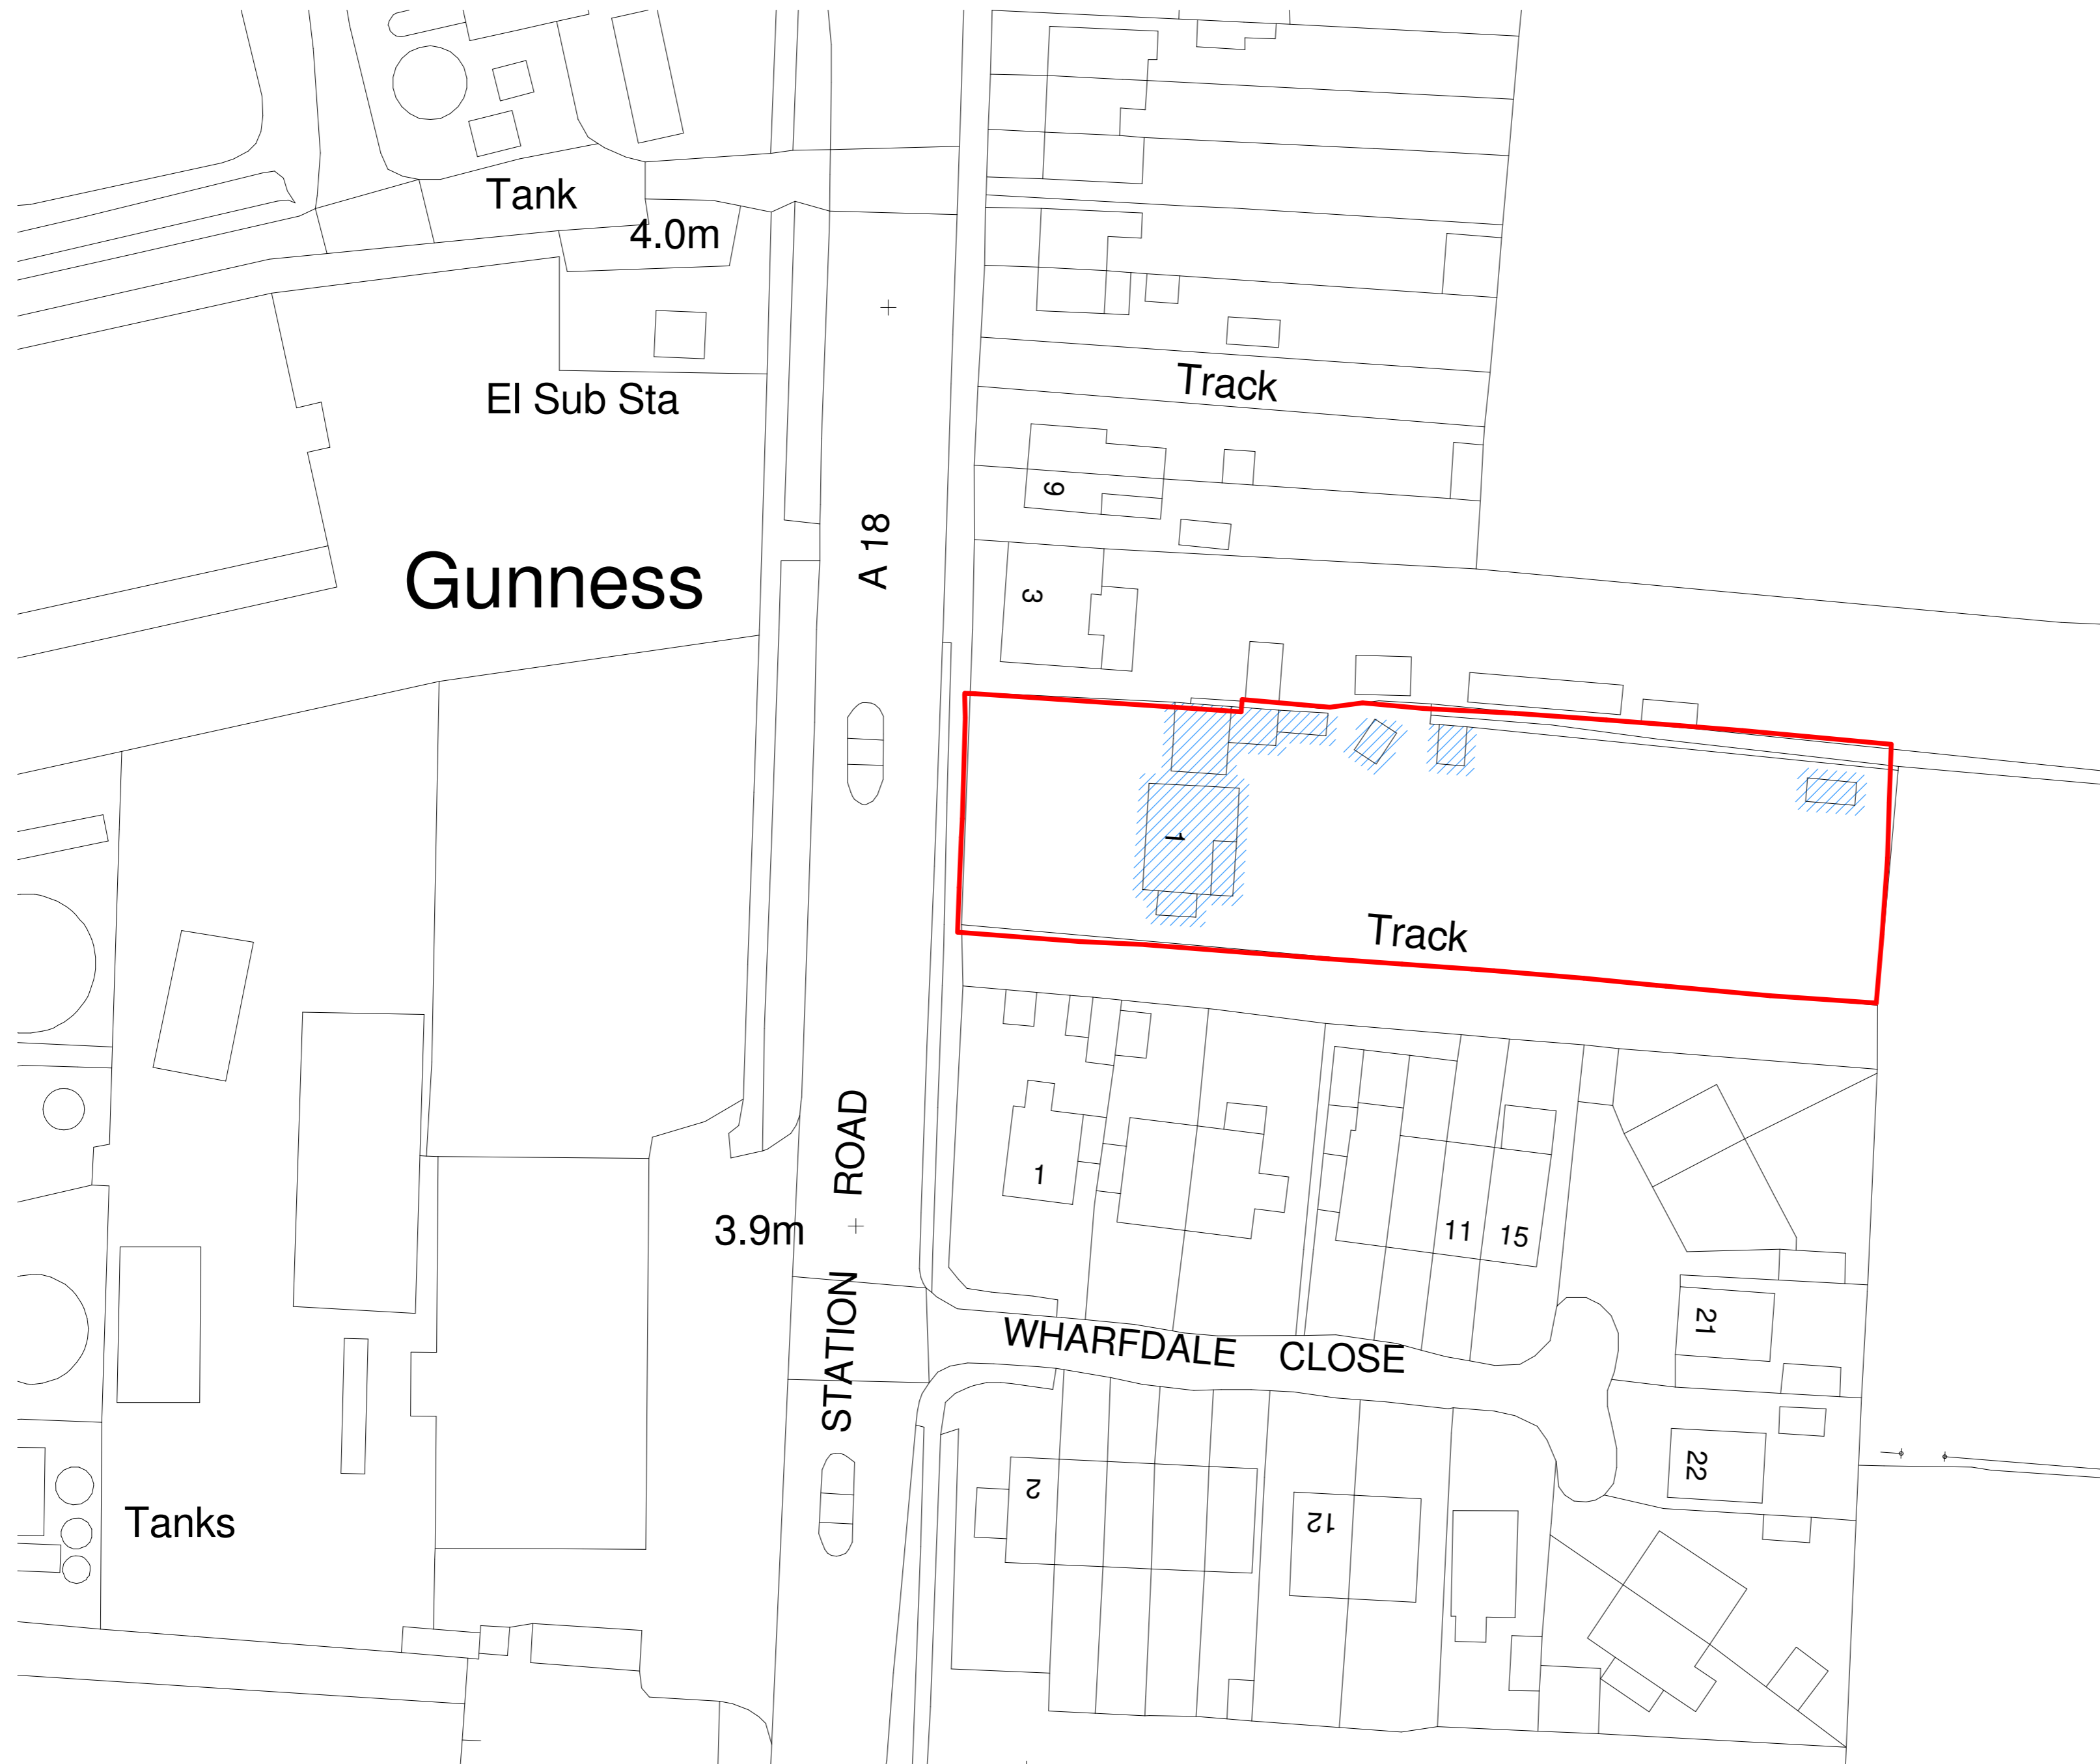 Tank
4.0m
Track
El Sub Sta
9
A 18
Gunness
3
1
Track
STATION ROAD
1
11
15
3.9m
WHARFDALE CLOSE
21
22
2
12
Tanks